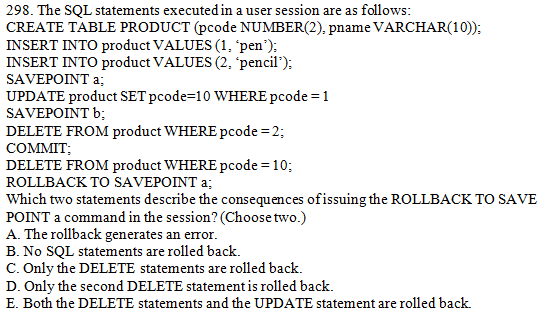 298. The SQL statements executed in a user session are as follows:
CREATE TABLE PRODUCT (pcode NUMBER(2), pname VARCHAR(10));
INSERT INTO product VALUES (1, ‘pen’);
INSERT INTO product VALUES (2, ‘pencil’);
SAVEPOINT a;
UPDATE product SET pcode=10 WHERE pcode = 1
SAVEPOINT b;
DELETE FROM product WHERE pcode = 2;
COMMIT;
DELETE FROM product WHERE pcode = 10;
ROLLBACK TO SAVEPOINT a;
Which two statements describe the consequences of issuing the ROLLBACK TO SAVE
POINT a command in the session? (Choose two.)
A. The rollback generates an error.
B. No SQL statements are rolled back.
C. Only the DELETE statements are rolled back.
D. Only the second DELETE statement is rolled back.
E. Both the DELETE statements and the UPDATE statement are rolled back.